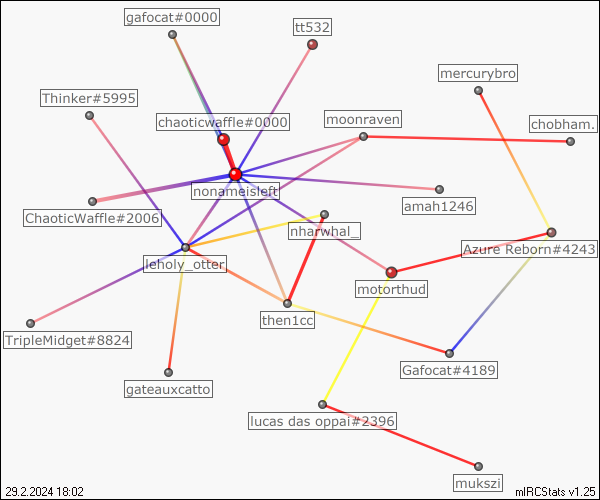 gafocat#0000
tt532
mercurybro
Thinker#5995
chaoticwaffle#0000
moonraven
chobham.
nonameisleft
amah1246
ChaoticWaffle#2006
nharwhal_
Azure Reborn#4243
leholy_otter
motorthud
then1cc
TripleMidget#8824
Gafocat#4189
gateauxcatto
lucas das oppai#2396
mukszi
29.2.2024 18:02
mIRCStats v1.25